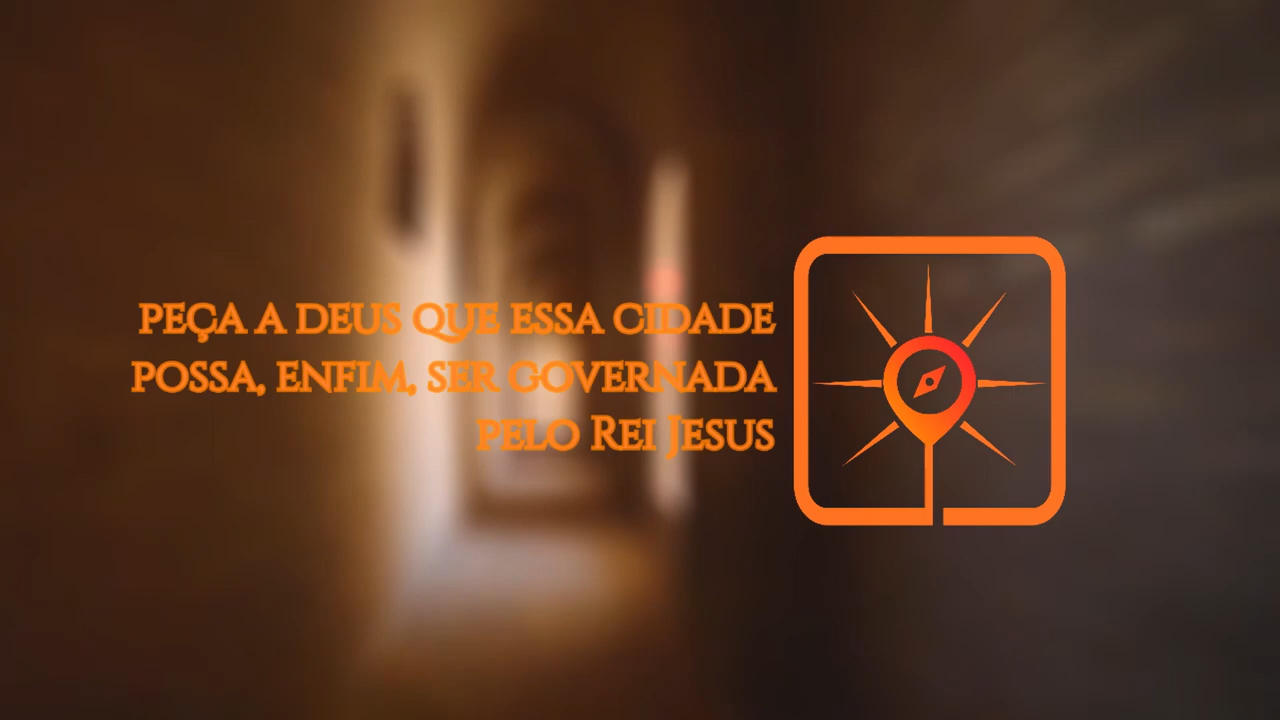 PEÇA A DEUS QUE ESSA CIDADE
POSSA, ENFIM, SER GOVERNADA
PELO REI JESUS